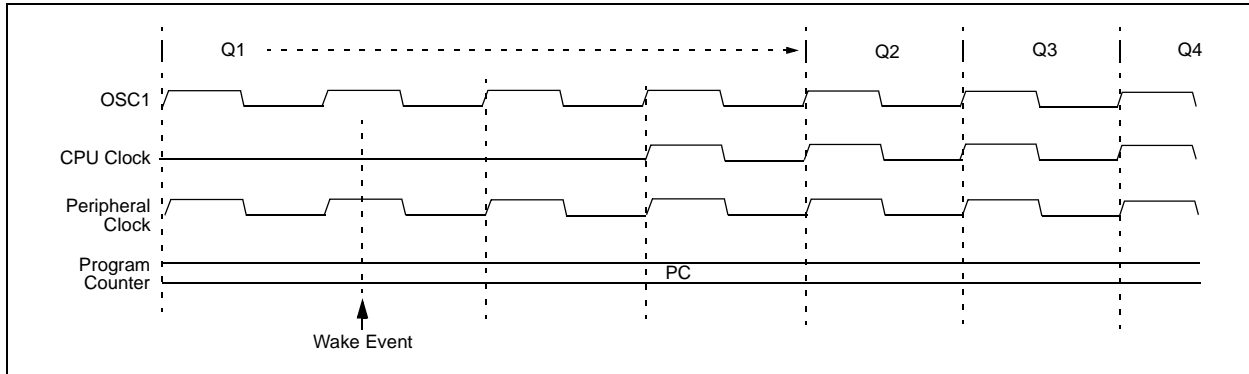 Q1
Q2
Q3
Q4
OSC1
CPU Clock
Peripheral
Clock
Program
Counter
PC
Wake Event